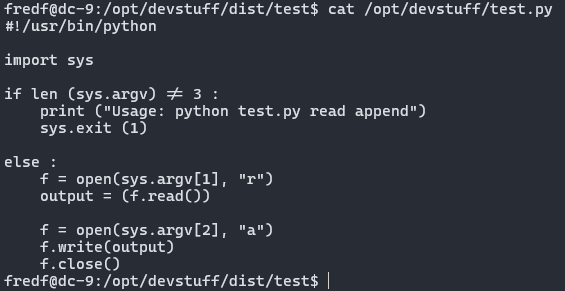 fredf@dc-9:/opt/devstuff/dist/test$ cat /opt/devstuff/test.py
#!/usr/bin/python
import sys
if len (sys.argv) != 3 :
print ("Usage: python test.py read append")
sys.exit (1)
else :
f = open(sys.argv[1], "r")
output = (f.read())
f = open(sys.argv[2], "a")
f.write(output)
f.close()
fredf@dc-9:/opt/devstuff/dist/test$